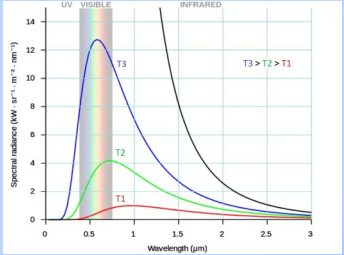 UV VISIBLE INFRARED
14
12
10
8
6
4
2
0
Spectral radiance (kW · sr⁻¹ · m⁻² · nm⁻¹)
T3
T2
T1
T3 > T2 > T1
0 0.5 1 1.5 2 2.5 3
Wavelength (μm)